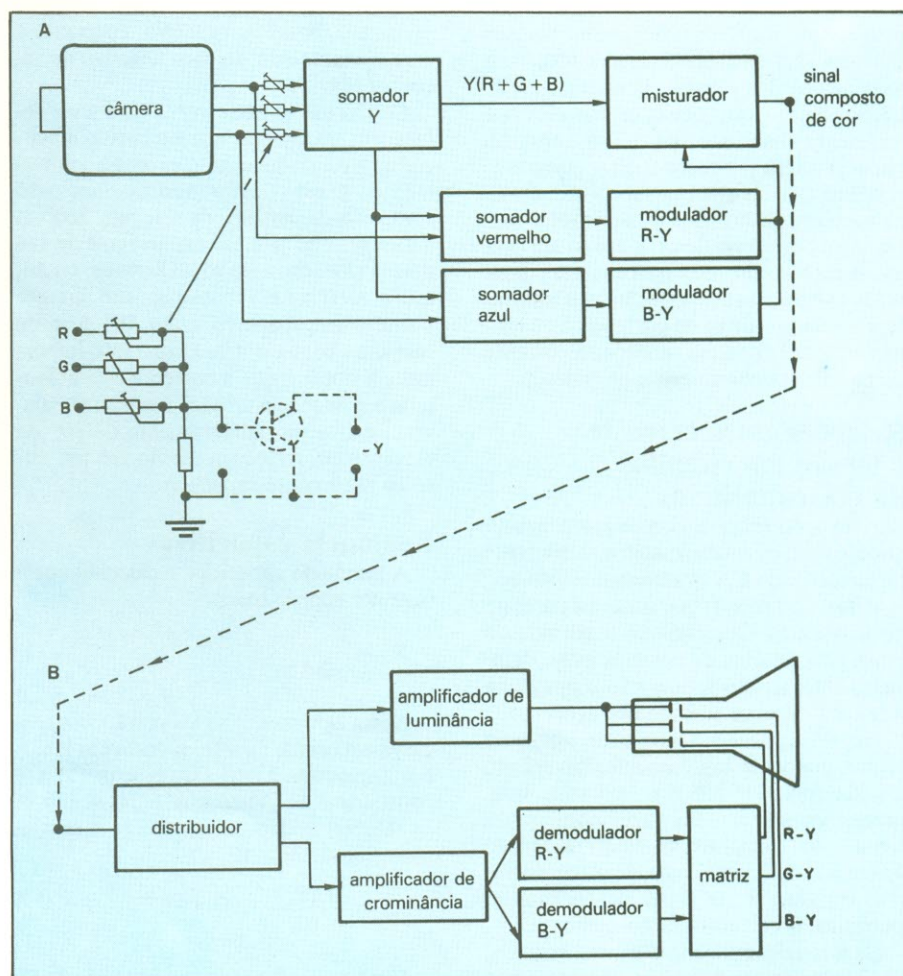 A
câmera
somador
Y
Y(R+G+B)
misturador
sinal
composto
de cór
somador
vermelho
modulador
R-Y
somador
azul
modulador
B-Y
R
G
B
- Y
B
distribuidor
amplificador de
luminância
amplificador de
crominância
demodulador
R-Y
demodulador
B-Y
matriz
R-Y
G-Y
B-Y